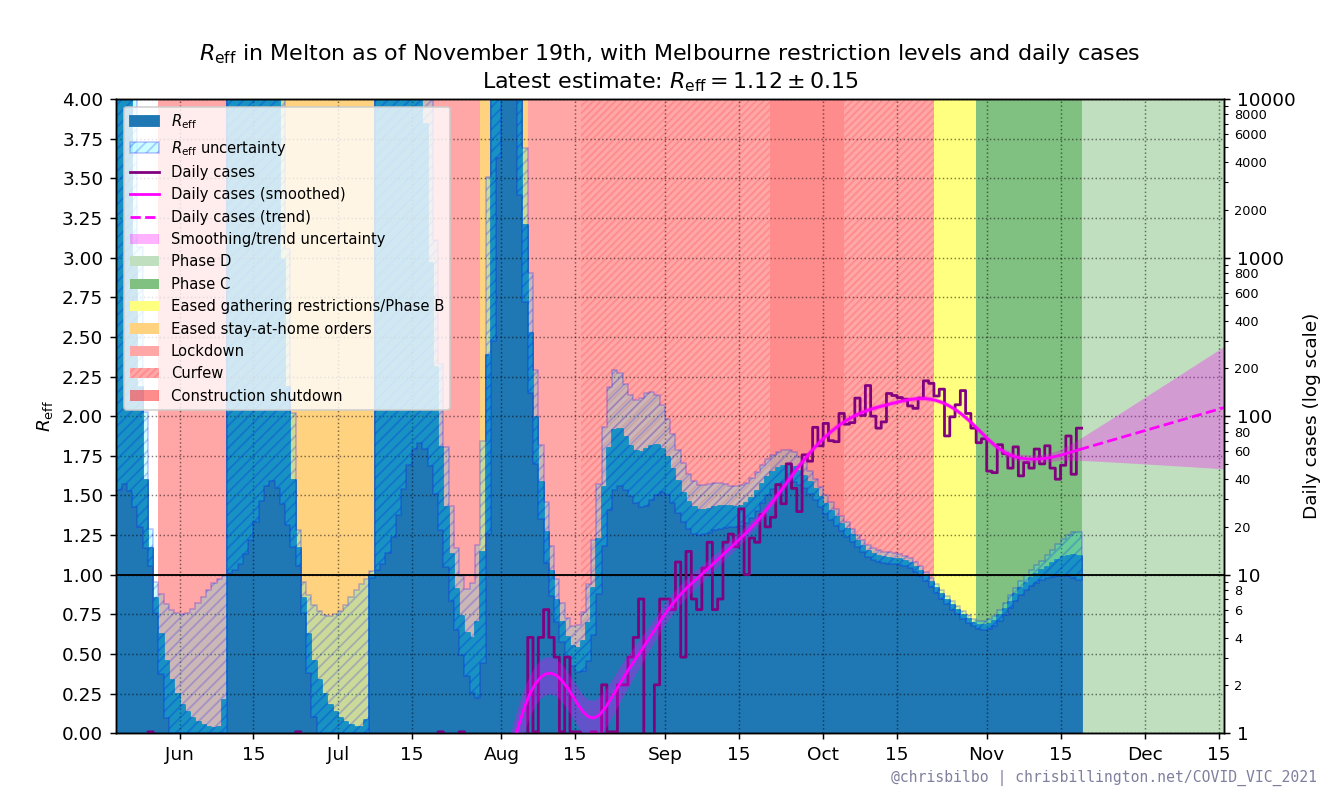 R_eff in Melton as of November 19th, with Melbourne restriction levels and daily cases
Latest estimate: R_eff = 1.12 ± 0.15
R_eff
R_eff uncertainty
Daily cases
Daily cases (smoothed)
Daily cases (trend)
Smoothing/trend uncertainty
Phase D
Phase C
Eased gathering restrictions/Phase B
Eased stay-at-home orders
Lockdown
Curfew
Construction shutdown
R_eff
4.00
3.75
3.50
3.25
3.00
2.75
2.50
2.25
2.00
1.75
1.50
1.25
1.00
0.75
0.50
0.25
0.00
Jun 15 Jul 15 Aug 15 Sep 15 Oct 15 Nov 15 Dec 15
10000
8000
6000
4000
2000
1000
800
600
400
200
100
80
60
40
20
10
8
6
4
2
1
Daily cases (log scale)
@chrisbilbo | chrisbillington.net/COVID_VIC_2021